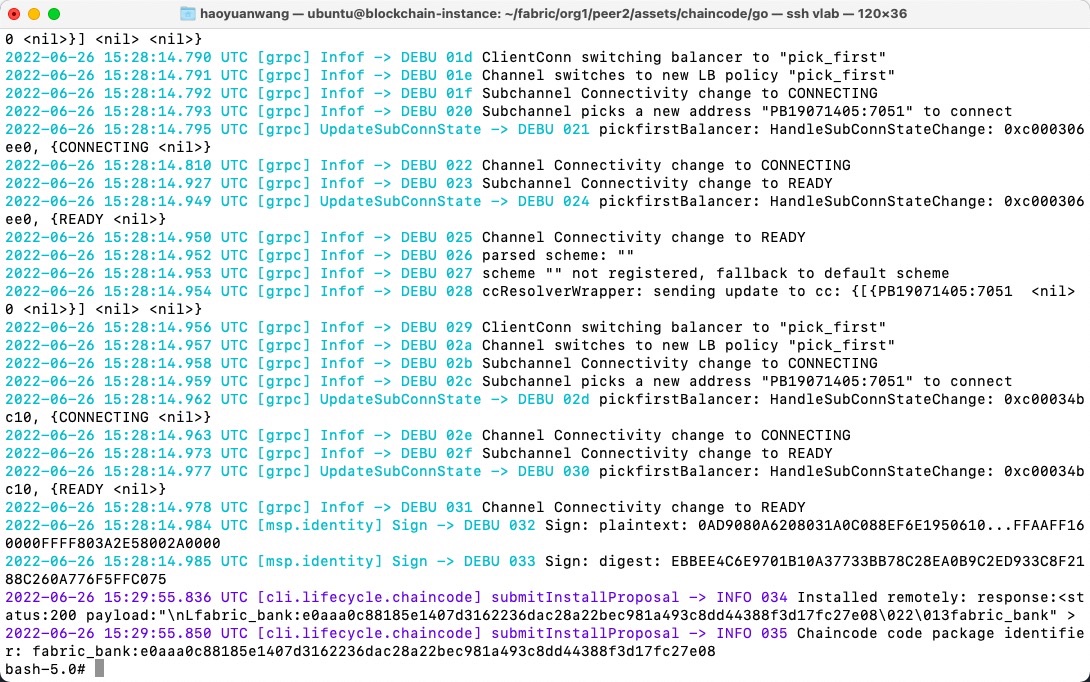 haoyuanwang — ubuntu@blockchain-instance: ~/fabric/org1/peer2/assets/chaincode/go — ssh vlab — 120×36
0 <nil>}] <nil> <nil>}
2022-06-26 15:28:14.790 UTC [grpc] Infof -> DEBU 01d ClientConn switching balancer to "pick_first"
2022-06-26 15:28:14.791 UTC [grpc] Infof -> DEBU 01e Channel switches to new LB policy "pick_first"
2022-06-26 15:28:14.792 UTC [grpc] Infof -> DEBU 01f Subchannel Connectivity change to CONNECTING
2022-06-26 15:28:14.793 UTC [grpc] Infof -> DEBU 020 Subchannel picks a new address "PB19071405:7051" to connect
2022-06-26 15:28:14.795 UTC [grpc] UpdateSubConnState -> DEBU 021 pickfirstBalancer: HandleSubConnStateChange: 0xc000306
ee0, {CONNECTING <nil>}
2022-06-26 15:28:14.810 UTC [grpc] Infof -> DEBU 022 Channel Connectivity change to CONNECTING
2022-06-26 15:28:14.927 UTC [grpc] Infof -> DEBU 023 Subchannel Connectivity change to READY
2022-06-26 15:28:14.949 UTC [grpc] UpdateSubConnState -> DEBU 024 pickfirstBalancer: HandleSubConnStateChange: 0xc000306
ee0, {READY <nil>}
2022-06-26 15:28:14.950 UTC [grpc] Infof -> DEBU 025 Channel Connectivity change to READY
2022-06-26 15:28:14.952 UTC [grpc] Infof -> DEBU 026 parsed scheme: ""
2022-06-26 15:28:14.953 UTC [grpc] Infof -> DEBU 027 scheme "" not registered, fallback to default scheme
2022-06-26 15:28:14.954 UTC [grpc] Infof -> DEBU 028 ccResolverWrapper: sending update to cc: {[{PB19071405:7051  <nil>
0 <nil>}] <nil> <nil>}
2022-06-26 15:28:14.956 UTC [grpc] Infof -> DEBU 029 ClientConn switching balancer to "pick_first"
2022-06-26 15:28:14.957 UTC [grpc] Infof -> DEBU 02a Channel switches to new LB policy "pick_first"
2022-06-26 15:28:14.958 UTC [grpc] Infof -> DEBU 02b Subchannel Connectivity change to CONNECTING
2022-06-26 15:28:14.959 UTC [grpc] Infof -> DEBU 02c Subchannel picks a new address "PB19071405:7051" to connect
2022-06-26 15:28:14.962 UTC [grpc] UpdateSubConnState -> DEBU 02d pickfirstBalancer: HandleSubConnStateChange: 0xc00034b
c10, {CONNECTING <nil>}
2022-06-26 15:28:14.963 UTC [grpc] Infof -> DEBU 02e Channel Connectivity change to CONNECTING
2022-06-26 15:28:14.973 UTC [grpc] Infof -> DEBU 02f Subchannel Connectivity change to READY
2022-06-26 15:28:14.977 UTC [grpc] UpdateSubConnState -> DEBU 030 pickfirstBalancer: HandleSubConnStateChange: 0xc00034b
c10, {READY <nil>}
2022-06-26 15:28:14.978 UTC [grpc] Infof -> DEBU 031 Channel Connectivity change to READY
2022-06-26 15:28:14.984 UTC [msp.identity] Sign -> DEBU 032 Sign: plaintext: 0AD9080A6208031A0C088EF6E1950610...FFAAFF16
0000FFFF803A2E58002A0000
2022-06-26 15:28:14.985 UTC [msp.identity] Sign -> DEBU 033 Sign: digest: EBBEE4C6E9701B10A37733BB78C28EA0B9C2ED933C8F21
88C260A776F5FFC075
2022-06-26 15:29:55.836 UTC [cli.lifecycle.chaincode] submitInstallProposal -> INFO 034 Installed remotely: response:<st
atus:200 payload:"\nLfabric_bank:e0aaa0c88185e1407d3162236dac28a22bec981a493c8dd44388f3d17fc27e08\022\013fabric_bank" >
2022-06-26 15:29:55.850 UTC [cli.lifecycle.chaincode] submitInstallProposal -> INFO 035 Chaincode code package identifie
r: fabric_bank:e0aaa0c88185e1407d3162236dac28a22bec981a493c8dd44388f3d17fc27e08
bash-5.0#